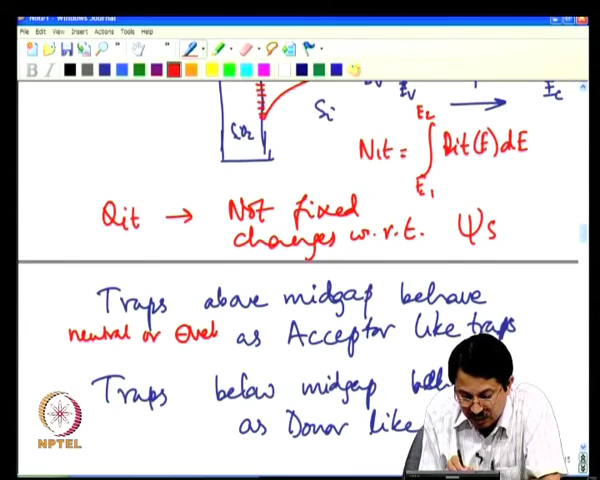 Note1 - Windows Journal
File Edit View Insert Actions Tools Help
B I
Ev
Ec
SiO2
Si
E2
Nit = ∫ Dit(E) dE
E1
Qit → Not fixed
changes w.r.t. ψs
Traps above midgap behave
neutral or
as Acceptor like traps
Traps below midgap
as Donor like
NPTEL